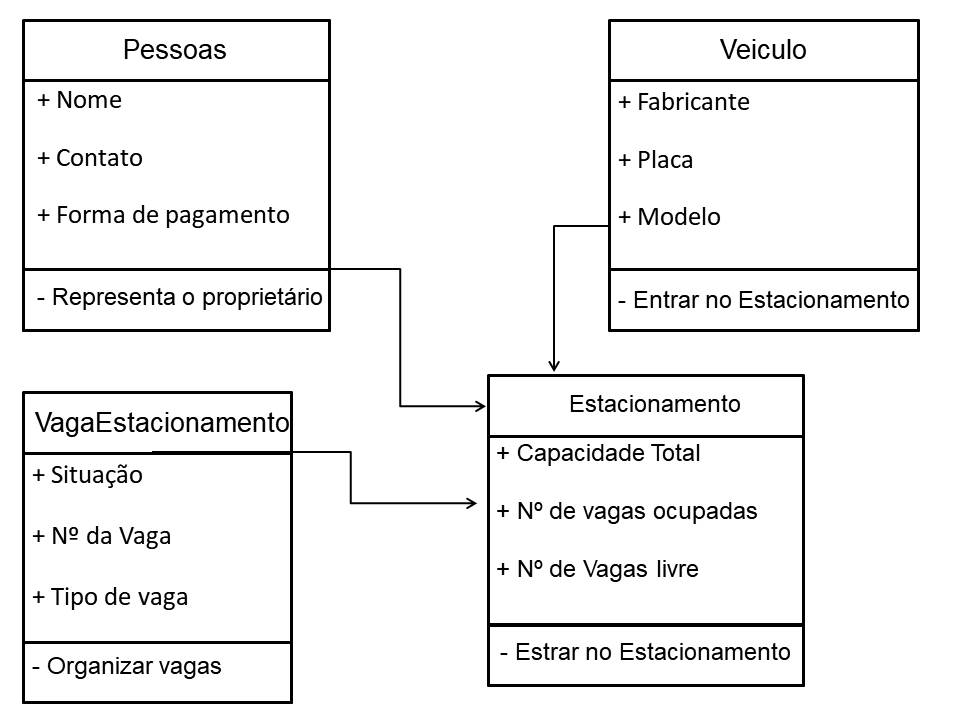 Pessoas
+ Nome
+ Contato
+ Forma de pagamento
- Representa o proprietário
Veiculo
+ Fabricante
+ Placa
+ Modelo
- Entrar no Estacionamento
VagaEstacionamento
+ Situação
+ Nº da Vaga
+ Tipo de vaga
- Organizar vagas
Estacionamento
+ Capacidade Total
+ Nº de vagas ocupadas
+ Nº de Vagas livre
- Estrar no Estacionamento